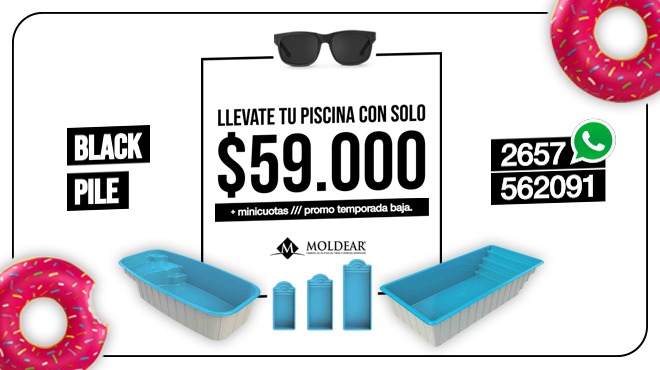 LLEVATE TU PISCINA CON SOLO
$59.000
+ minicuotas /// promo temporada baja.
BLACK
PILE
2657
562091
MOLDEAR®